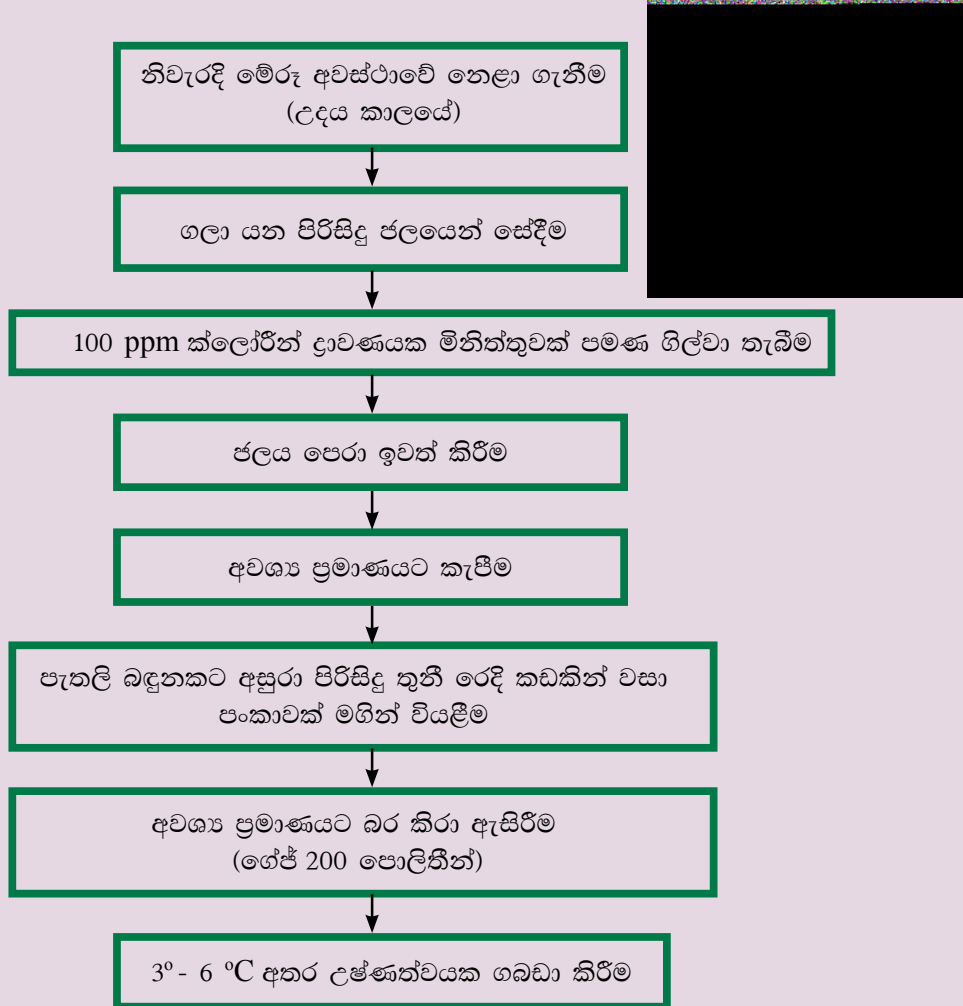 නිවැරදි මේරූ අවස්ථාවේ නෙළා ගැනීම
(උදය කාලයේ)
ගලා යන පිරිසිදු ජලයෙන් සේදීම
100 ppm ක්ලෝරීන් ද්‍රාවණයක මිනිත්තුවක් පමණ ගිල්වා තැබීම
ජලය පෙරා ඉවත් කිරීම
අවශ්‍ය ප්‍රමාණයට කැපීම
පැතලි බඳුනකට අසුරා පිරිසිදු තුනී රෙදි කඩකින් වසා
පංකාවක් මගින් වියළීම
අවශ්‍ය ප්‍රමාණයට බර කිරා ඇසිරීම
(ගේජ් 200 පොලිතීන්)
3º - 6 ºC අතර උෂ්ණත්වයක ගබඩා කිරීම